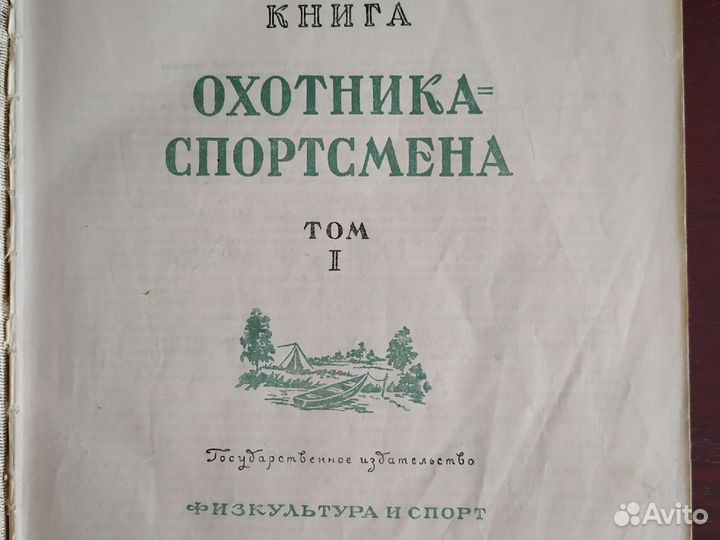 КНИГА
ОХОТНИКА=
СПОРТСМЕНА
ТОМ
I
Государственное издательство
ФИЗКУЛЬТУРА И СПОРТ
Avito